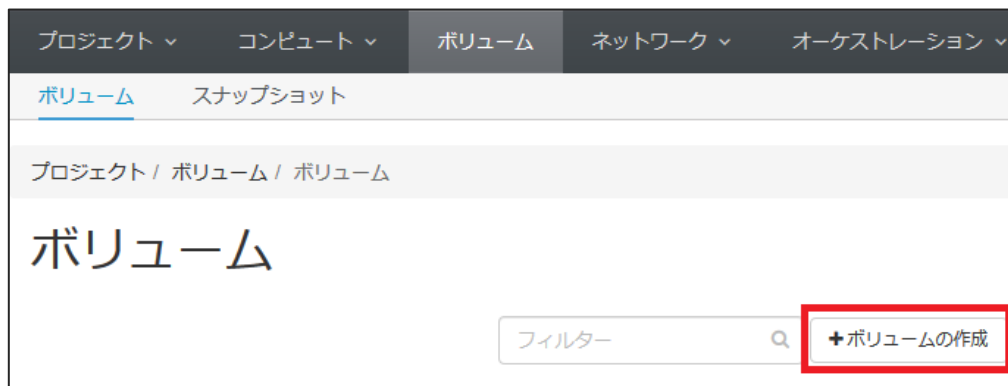 プロジェクト コンピュート ボリューム ネットワーク オーケストレーション
ボリューム スナップショット
プロジェクト / ボリューム / ボリューム
ボリューム
フィルター +ボリュームの作成